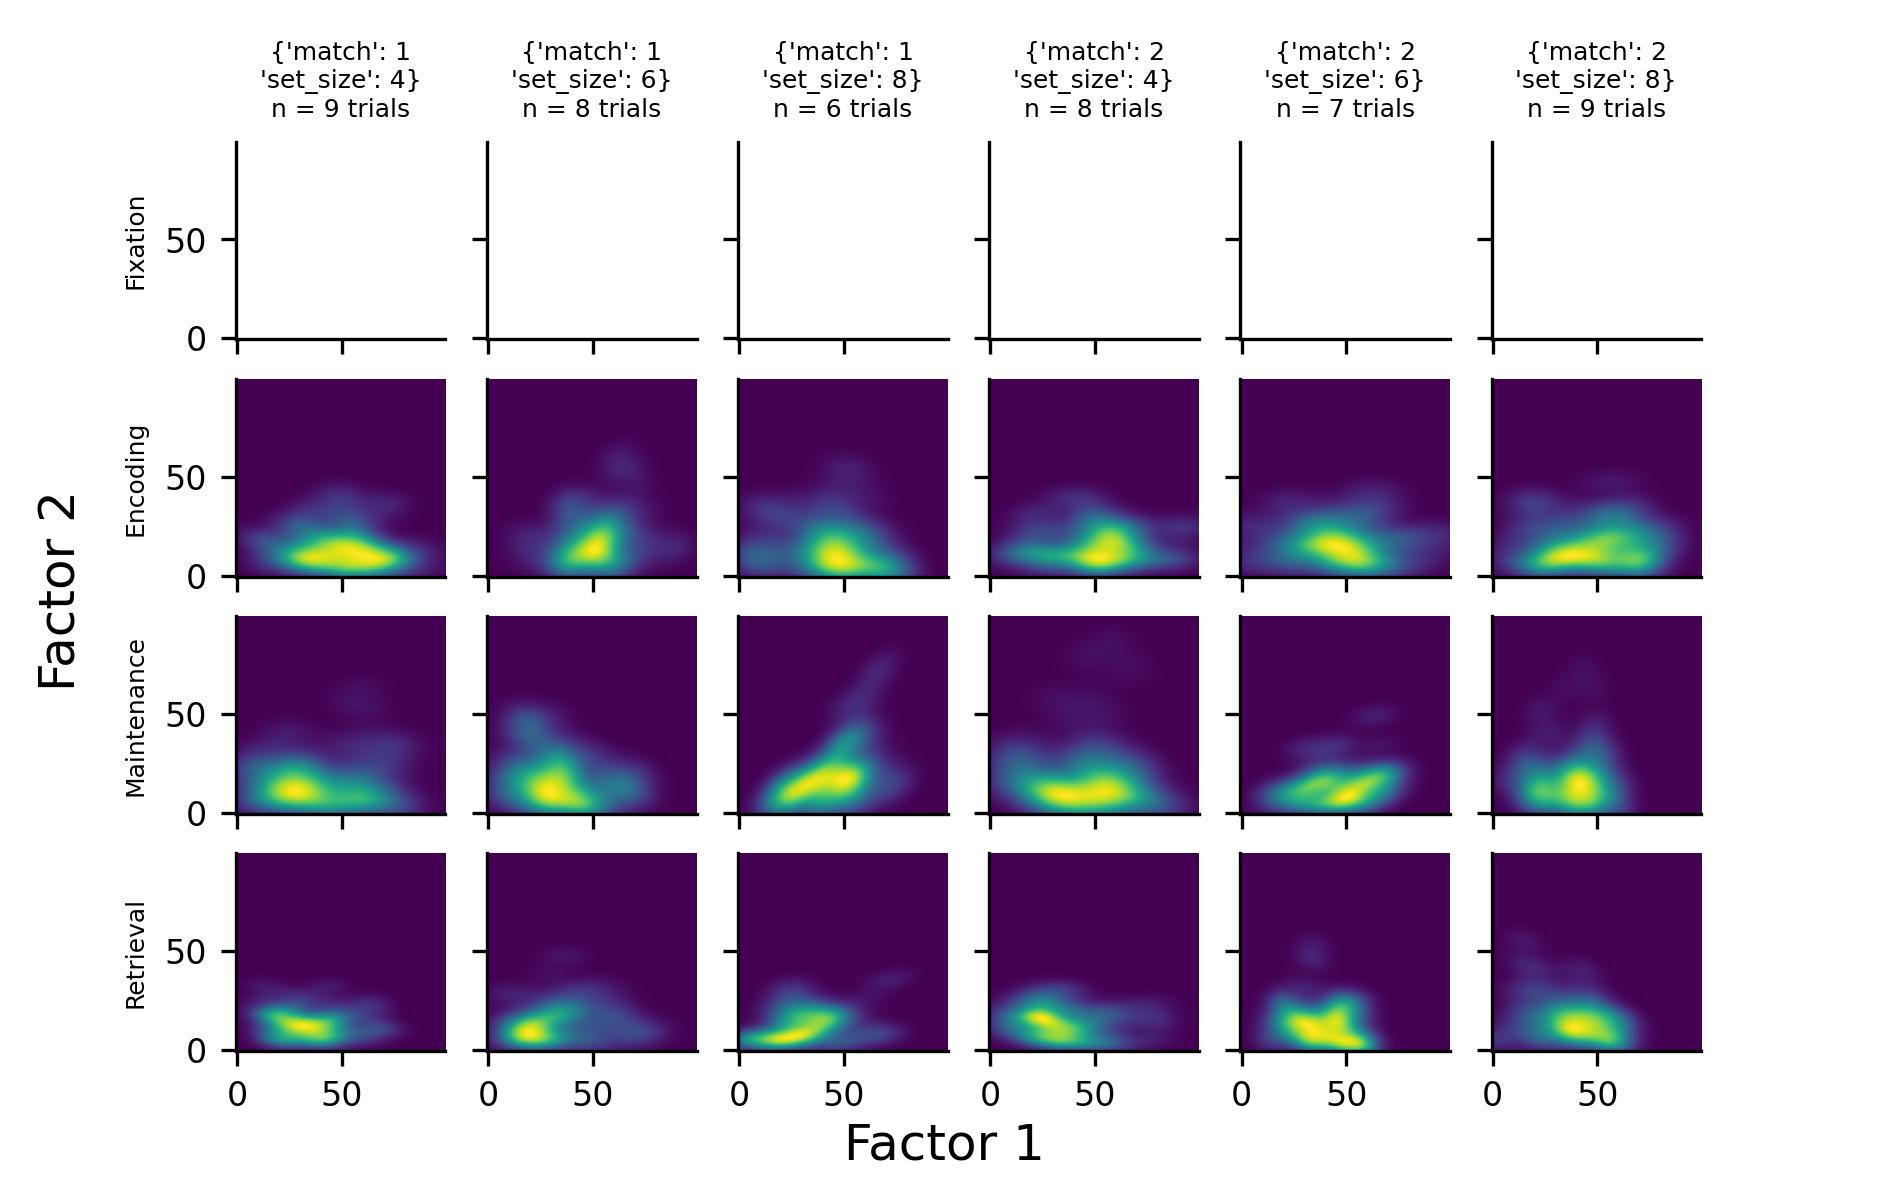 {'match': 1
'set_size': 4}
n = 9 trials
{'match': 1
'set_size': 6}
n = 8 trials
{'match': 1
'set_size': 8}
n = 6 trials
{'match': 2
'set_size': 4}
n = 8 trials
{'match': 2
'set_size': 6}
n = 7 trials
{'match': 2
'set_size': 8}
n = 9 trials
Factor 2
Fixation
50
0
Encoding
50
0
Maintenance
50
0
Retrieval
50
0
0 50 0 50 0 50 0 50 0 50 0 50
Factor 1